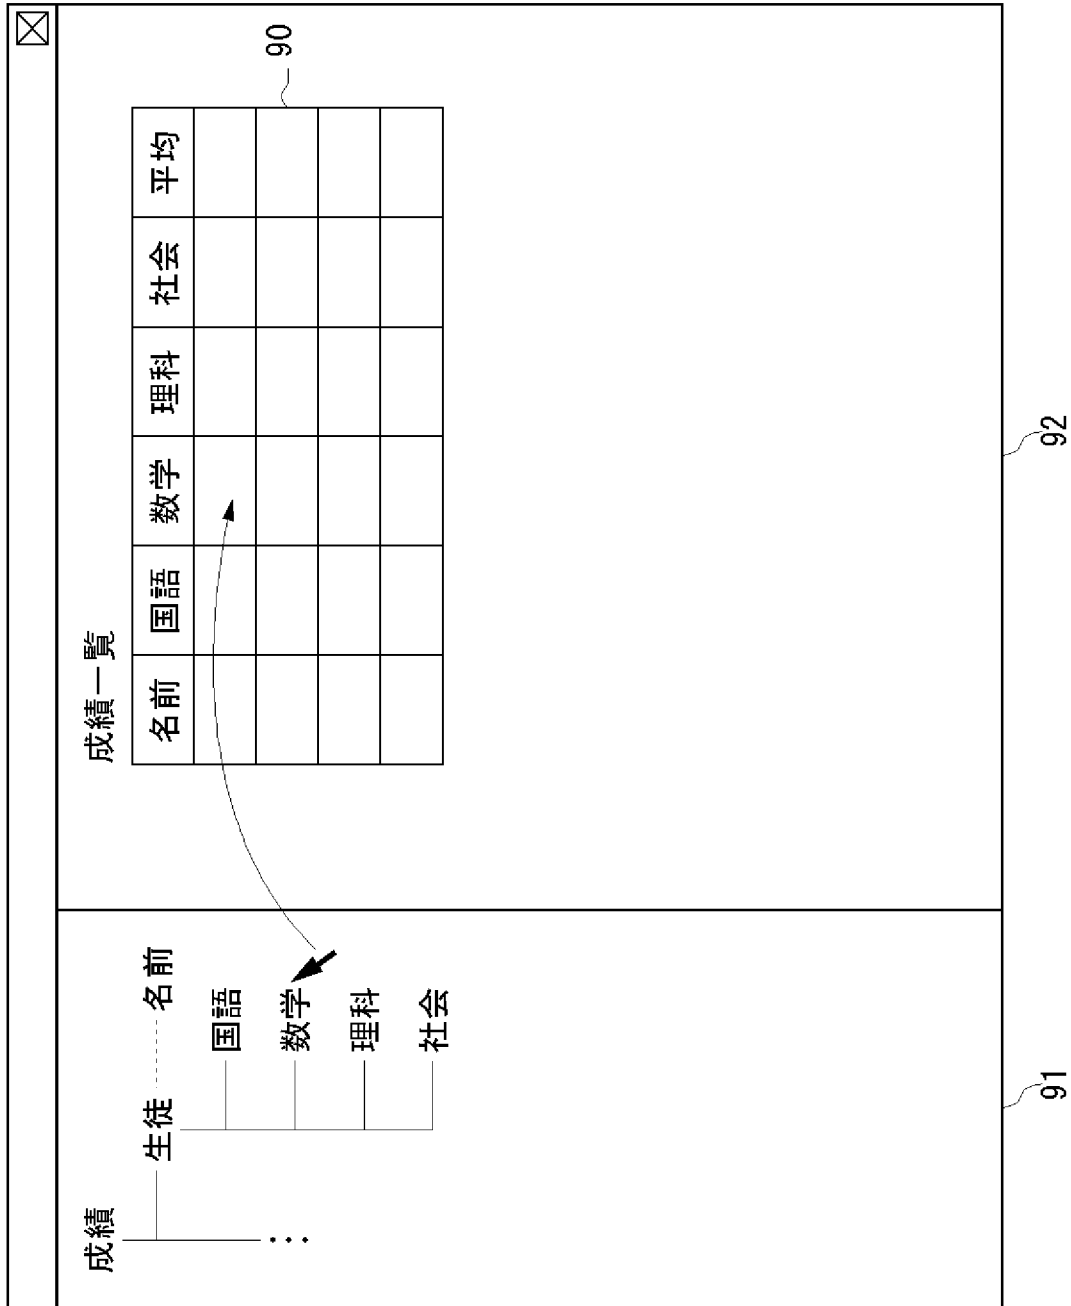 成績
生徒 名前
国語
数学
理科
社会
⋮
91
成績一覧
名前 国語 数学 理科 社会 平均
90
92